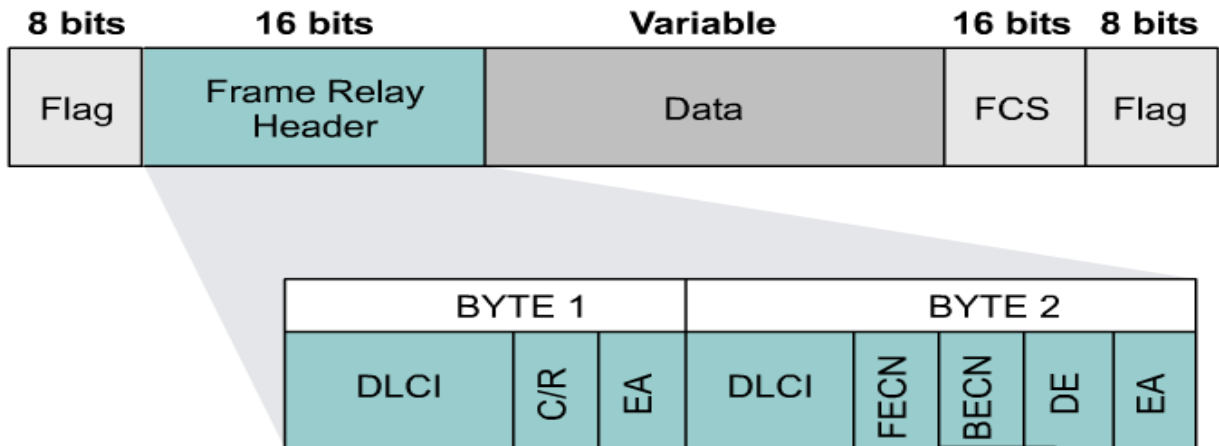 8 bits 16 bits Variable 16 bits 8 bits
Flag Frame Relay Header Data FCS Flag
BYTE 1 BYTE 2
DLCI C/R EA DLCI FECN BECN DE EA